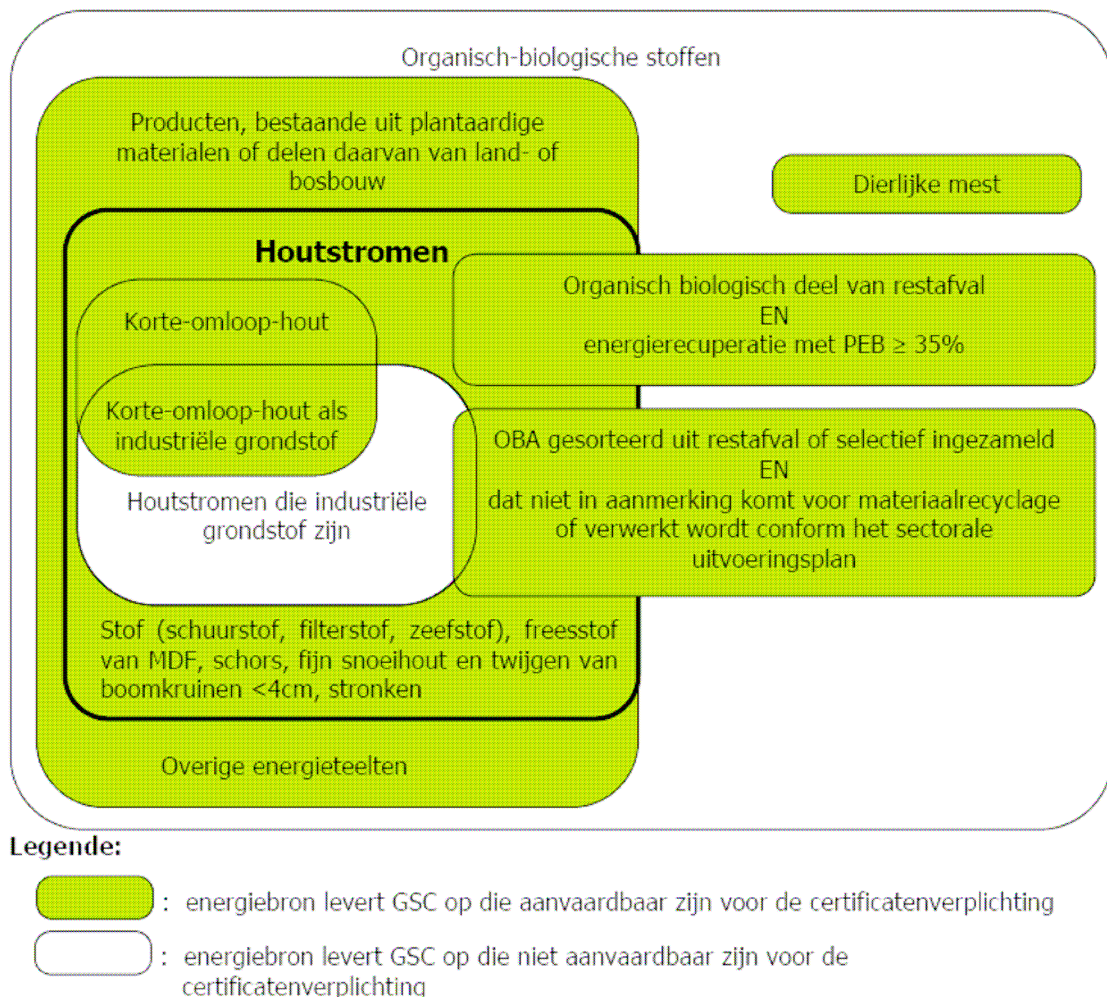 Organisch-biologische stoffen
Producten, bestaande uit plantaardige
materialen of delen daarvan van land- of
bosbouw
Dierlijke mest
Houtstromen
Organisch biologisch deel van restafval
EN
energierecuperatie met PEB ≥ 35%
Korte-omloop-hout
Korte-omloop-hout als
industriële grondstof
OBA gesorteerd uit restafval of selectief ingezameld
EN
dat niet in aanmerking komt voor materiaalrecyclage
of verwerkt wordt conform het sectorale
uitvoeringsplan
Houtstromen die industriële
grondstof zijn
Stof (schuurstof, filterstof, zeefstof), freesstof
van MDF, schors, fijn snoeihout en twijgen van
boomkruinen <4cm, stronken
Overige energieteelten
Legende:
: energiebron levert GSC op die aanvaardbaar zijn voor de certificatenverplichting
: energiebron levert GSC op die niet aanvaardbaar zijn voor de
certificatenverplichting